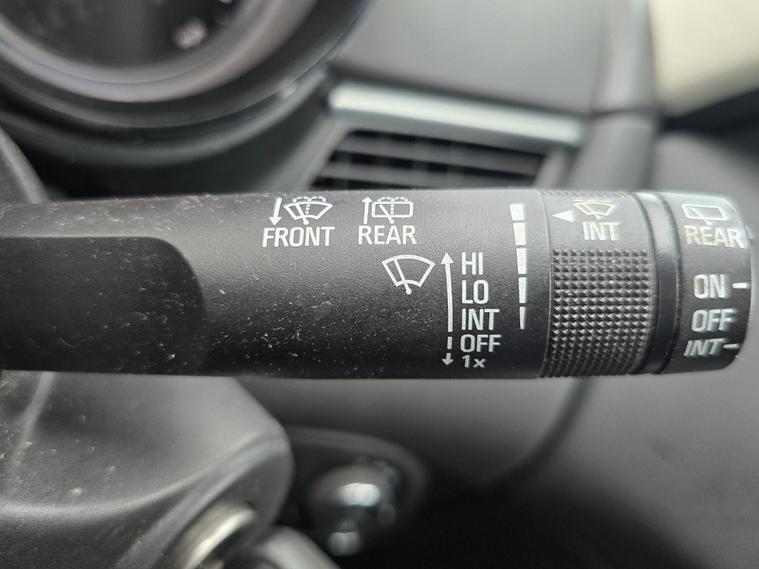 FRONT
REAR
HI
LO
INT
OFF
1x
INT
REAR
ON
OFF
INT